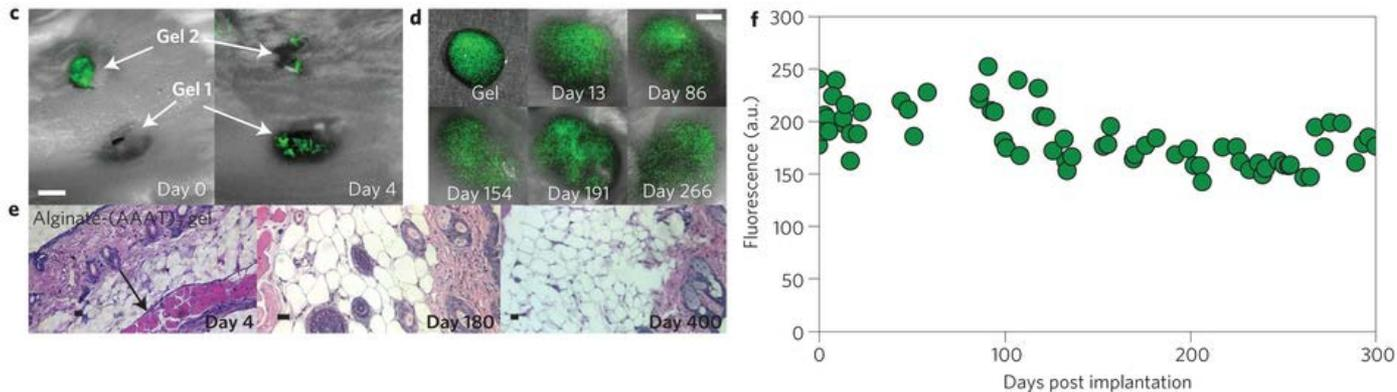 c
Gel 2
Gel 1
Day 0
Day 4
d
Gel
Day 13
Day 86
Day 154
Day 191
Day 266
e
Alginate-(AAAT) gel
Day 4
Day 180
Day 400
f
300
250
200
150
100
50
0
Fluorescence (a.u.)
0
100
200
300
Days post implantation